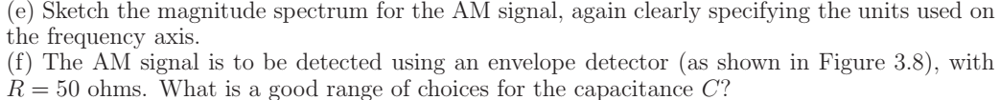 (e) Sketch the magnitude spectrum for the AM signal, again clearly specifying the units used on
the frequency axis.
(f) The AM signal is to be detected using an envelope detector (as shown in Figure 3.8), with
R = 50 ohms. What is a good range of choices for the capacitance C?